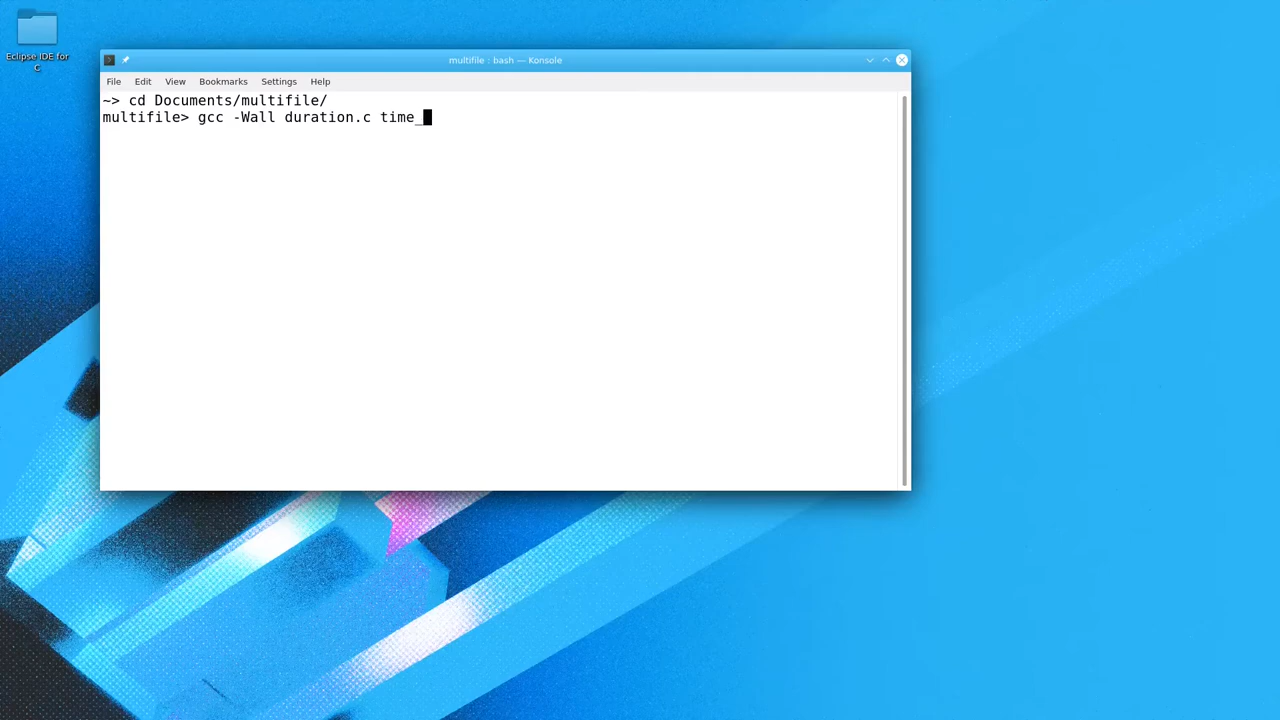 Eclipse IDE for
C
multifile : bash — Konsole
File Edit View Bookmarks Settings Help
~> cd Documents/multifile/
multifile> gcc -Wall duration.c time_